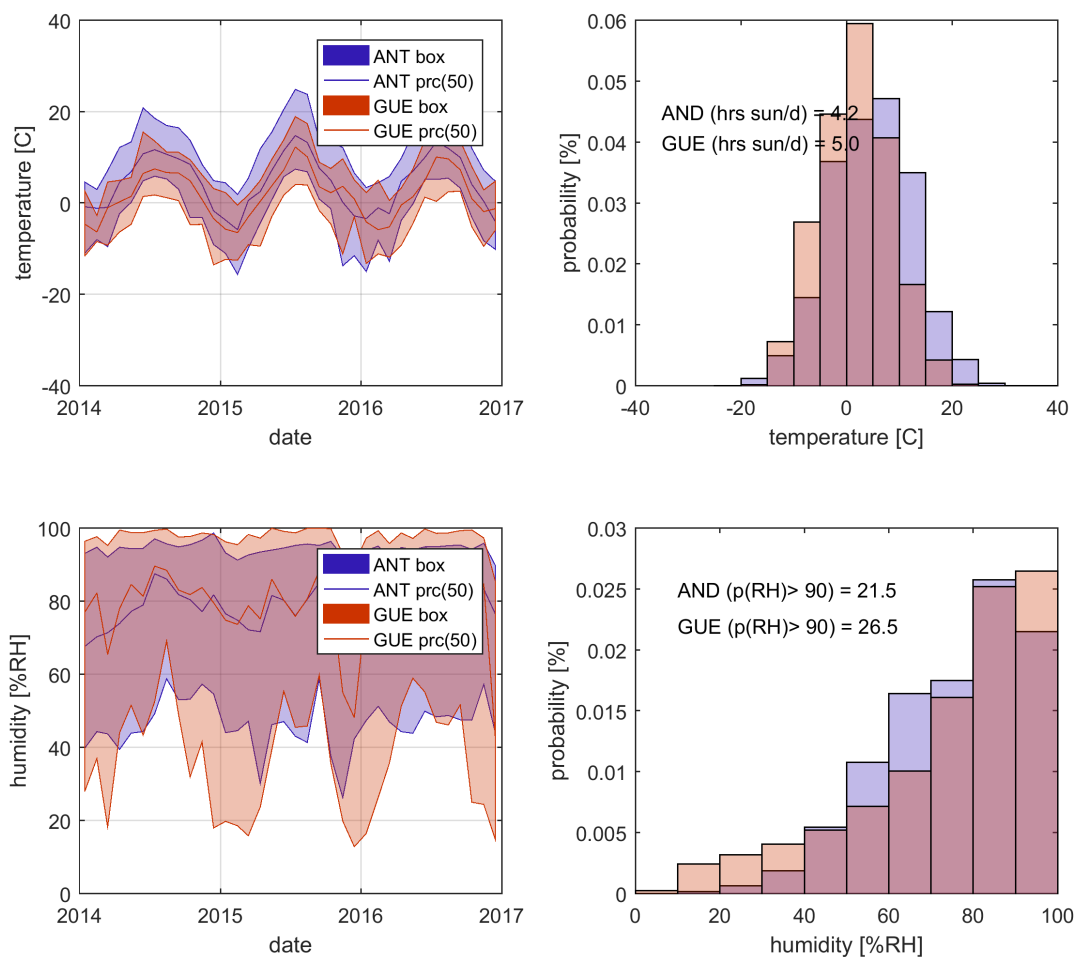 40
20
0
-20
-40
temperature [C]
2014
2015
2016
2017
date
ANT box
ANT prc(50)
GUE box
GUE prc(50)
0.06
0.05
0.04
0.03
0.02
0.01
0
probability [%]
AND (hrs sun/d) = 4.2
GUE (hrs sun/d) = 5.0
-40
-20
0
20
40
temperature [C]
100
80
60
40
20
0
humidity [%RH]
2014
2015
2016
2017
date
ANT box
ANT prc(50)
GUE box
GUE prc(50)
0.03
0.025
0.02
0.015
0.01
0.005
0
probability [%]
AND (p(RH)> 90) = 21.5
GUE (p(RH)> 90) = 26.5
0
20
40
60
80
100
humidity [%RH]